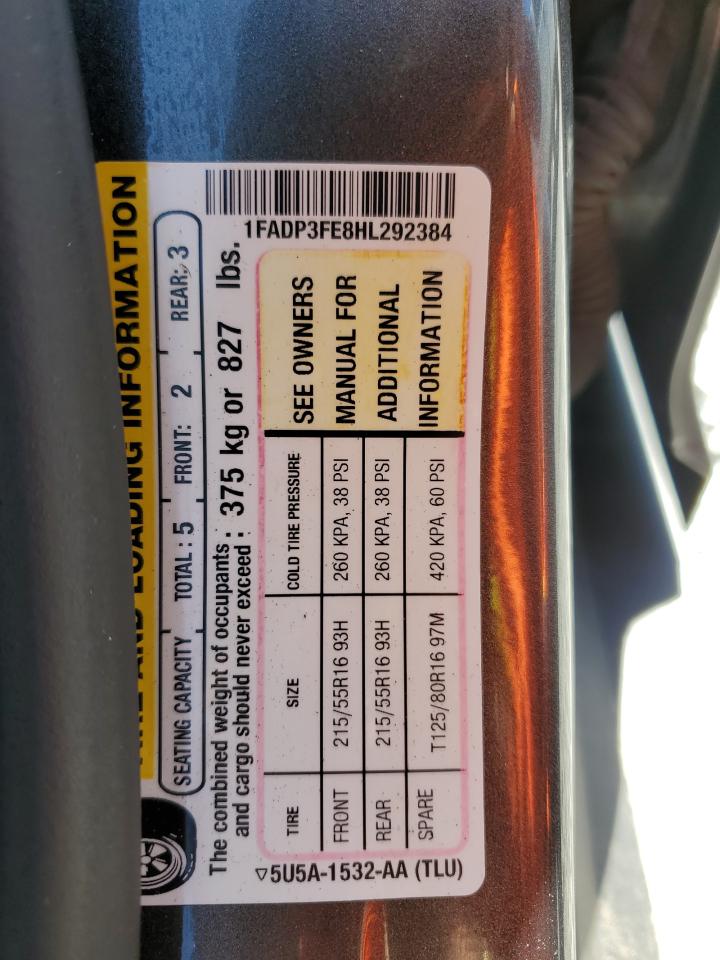 AND LOADING INFORMATION
SEATING CAPACITY TOTAL : 5 FRONT: 2 REAR: 3
The combined weight of occupants
and cargo should never exceed : 375 kg or 827 lbs.
TIRE SIZE COLD TIRE PRESSURE
FRONT 215/55R16 93H 260 KPA, 38 PSI
REAR 215/55R16 93H 260 KPA, 38 PSI
SPARE T125/80R16 97M 420 KPA, 60 PSI
SEE OWNERS
MANUAL FOR
ADDITIONAL
INFORMATION
5U5A-1532-AA (TLU)
1FADP3FE8HL292384